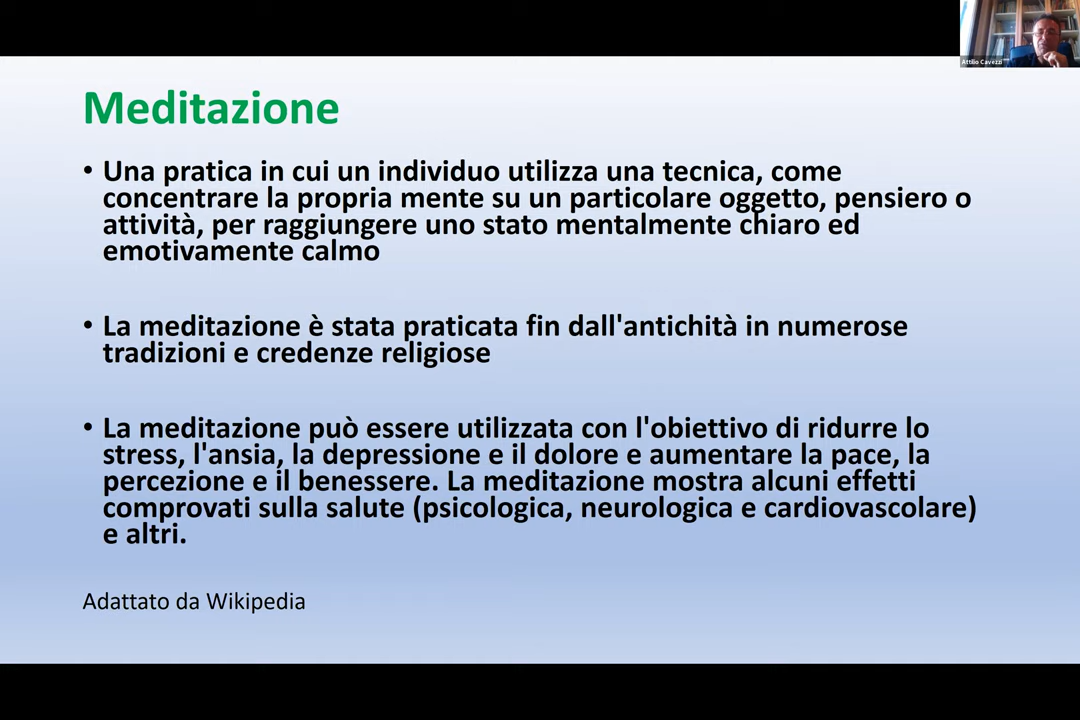 Attilio Cavezzi
Meditazione
• Una pratica in cui un individuo utilizza una tecnica, come
concentrare la propria mente su un particolare oggetto, pensiero o
attività, per raggiungere uno stato mentalmente chiaro ed
emotivamente calmo
• La meditazione è stata praticata fin dall'antichità in numerose
tradizioni e credenze religiose
• La meditazione può essere utilizzata con l'obiettivo di ridurre lo
stress, l'ansia, la depressione e il dolore e aumentare la pace, la
percezione e il benessere. La meditazione mostra alcuni effetti
comprovati sulla salute (psicologica, neurologica e cardiovascolare)
e altri.
Adattato da Wikipedia